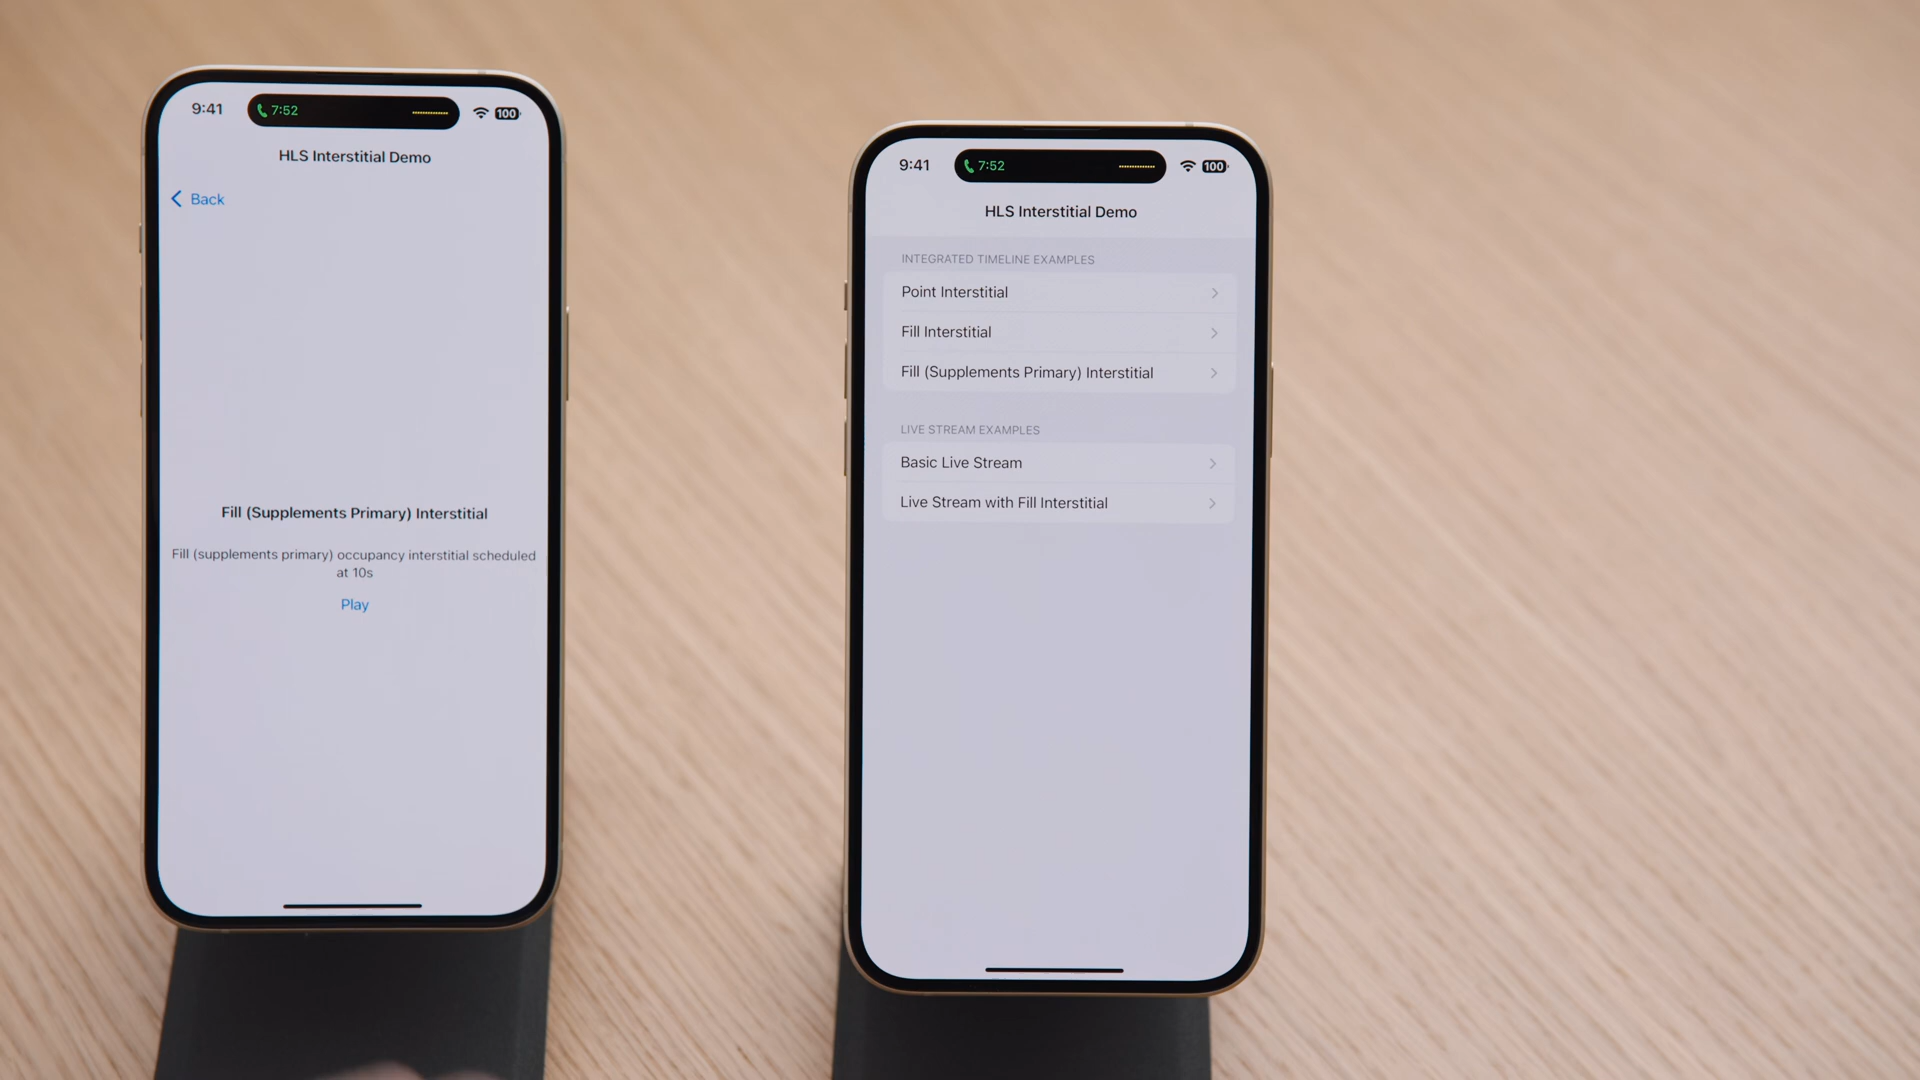 9:41
7:52
100
HLS Interstitial Demo
Back
Fill (Supplements Primary) Interstitial
Fill (supplements primary) occupancy interstitial scheduled
at 10s
Play
9:41
7:52
100
HLS Interstitial Demo
INTEGRATED TIMELINE EXAMPLES
Point Interstitial
Fill Interstitial
Fill (Supplements Primary) Interstitial
LIVE STREAM EXAMPLES
Basic Live Stream
Live Stream with Fill Interstitial